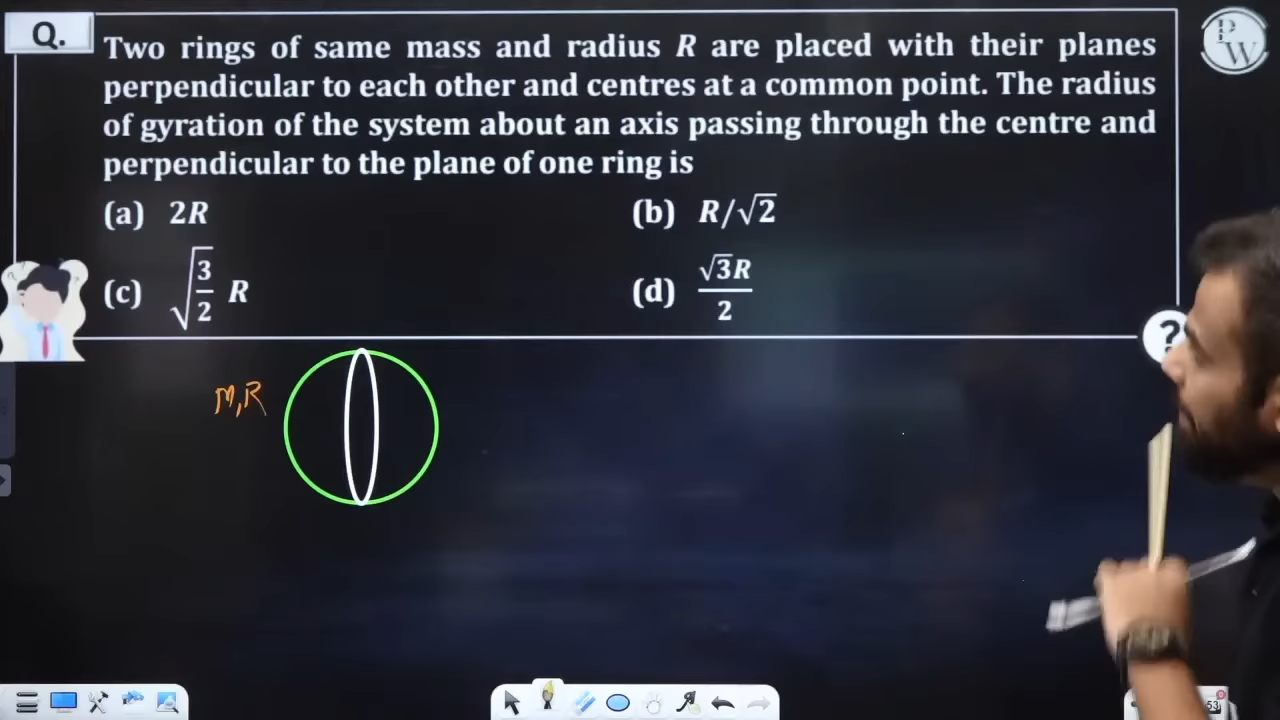 Q.
Two rings of same mass and radius R are placed with their planes
perpendicular to each other and centres at a common point. The radius
of gyration of the system about an axis passing through the centre and
perpendicular to the plane of one ring is
(a) 2R (b) R/√2
(c) √3/2 R (d) √3R/2
M,R
PW
?
53